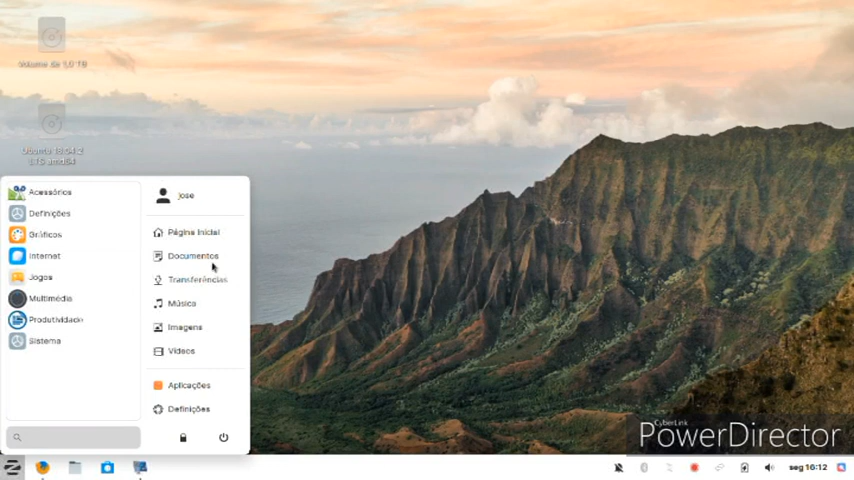 Volume de 1,0 TB
Ubuntu 18.04.2
LTS amd64
Acessórios
Definições
Gráficos
Internet
Jogos
Multimédia
Produtividade
Sistema
jose
Página Inicial
Documentos
Transferências
Música
Imagens
Vídeos
Aplicações
Definições
CyberLink
PowerDirector
seg 16:12